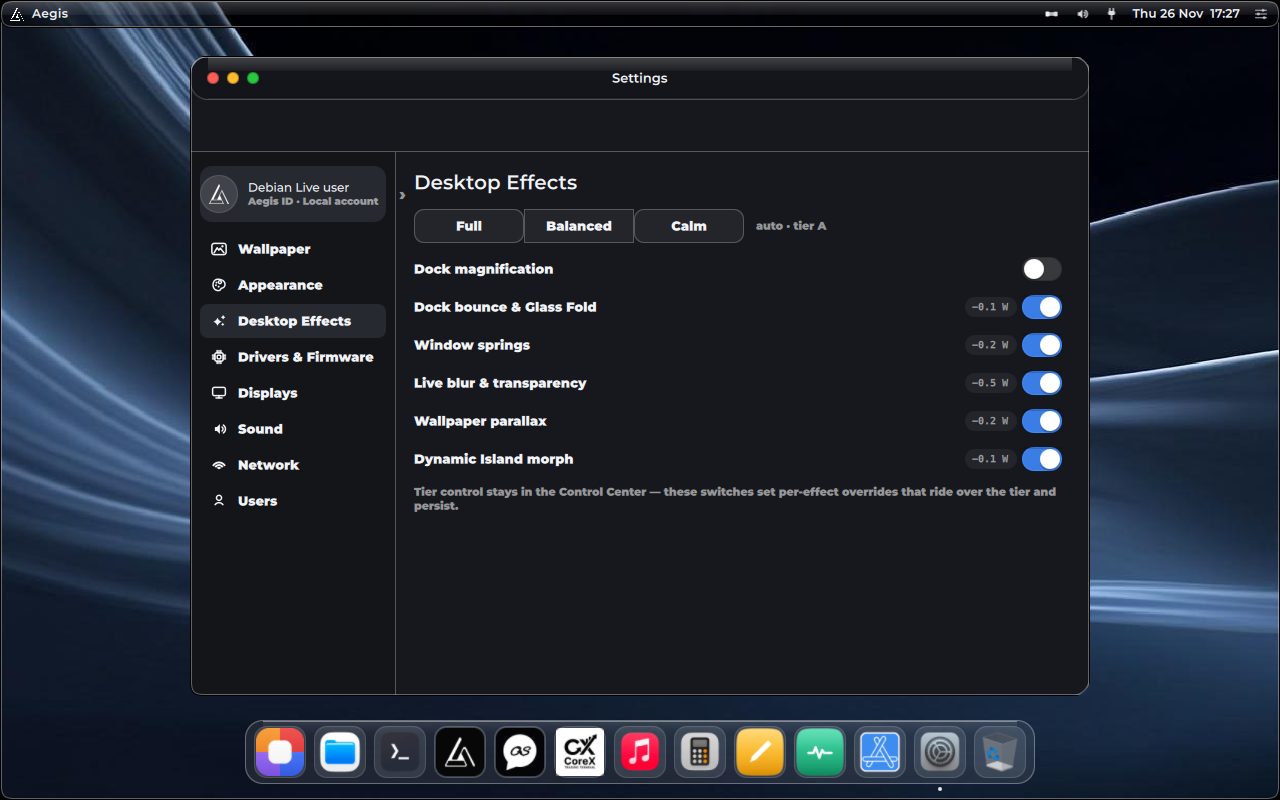 Aegis
Thu 26 Nov 17:27
Settings
Debian Live user
Aegis ID · Local account
Wallpaper
Appearance
Desktop Effects
Drivers & Firmware
Displays
Sound
Network
Users
Desktop Effects
Full Balanced Calm auto · tier A
Dock magnification
Dock bounce & Glass Fold −0.1 W
Window springs −0.2 W
Live blur & transparency −0.5 W
Wallpaper parallax −0.2 W
Dynamic Island morph −0.1 W
Tier control stays in the Control Center — these switches set per-effect overrides that ride over the tier and
persist.
as
CX
CoreX